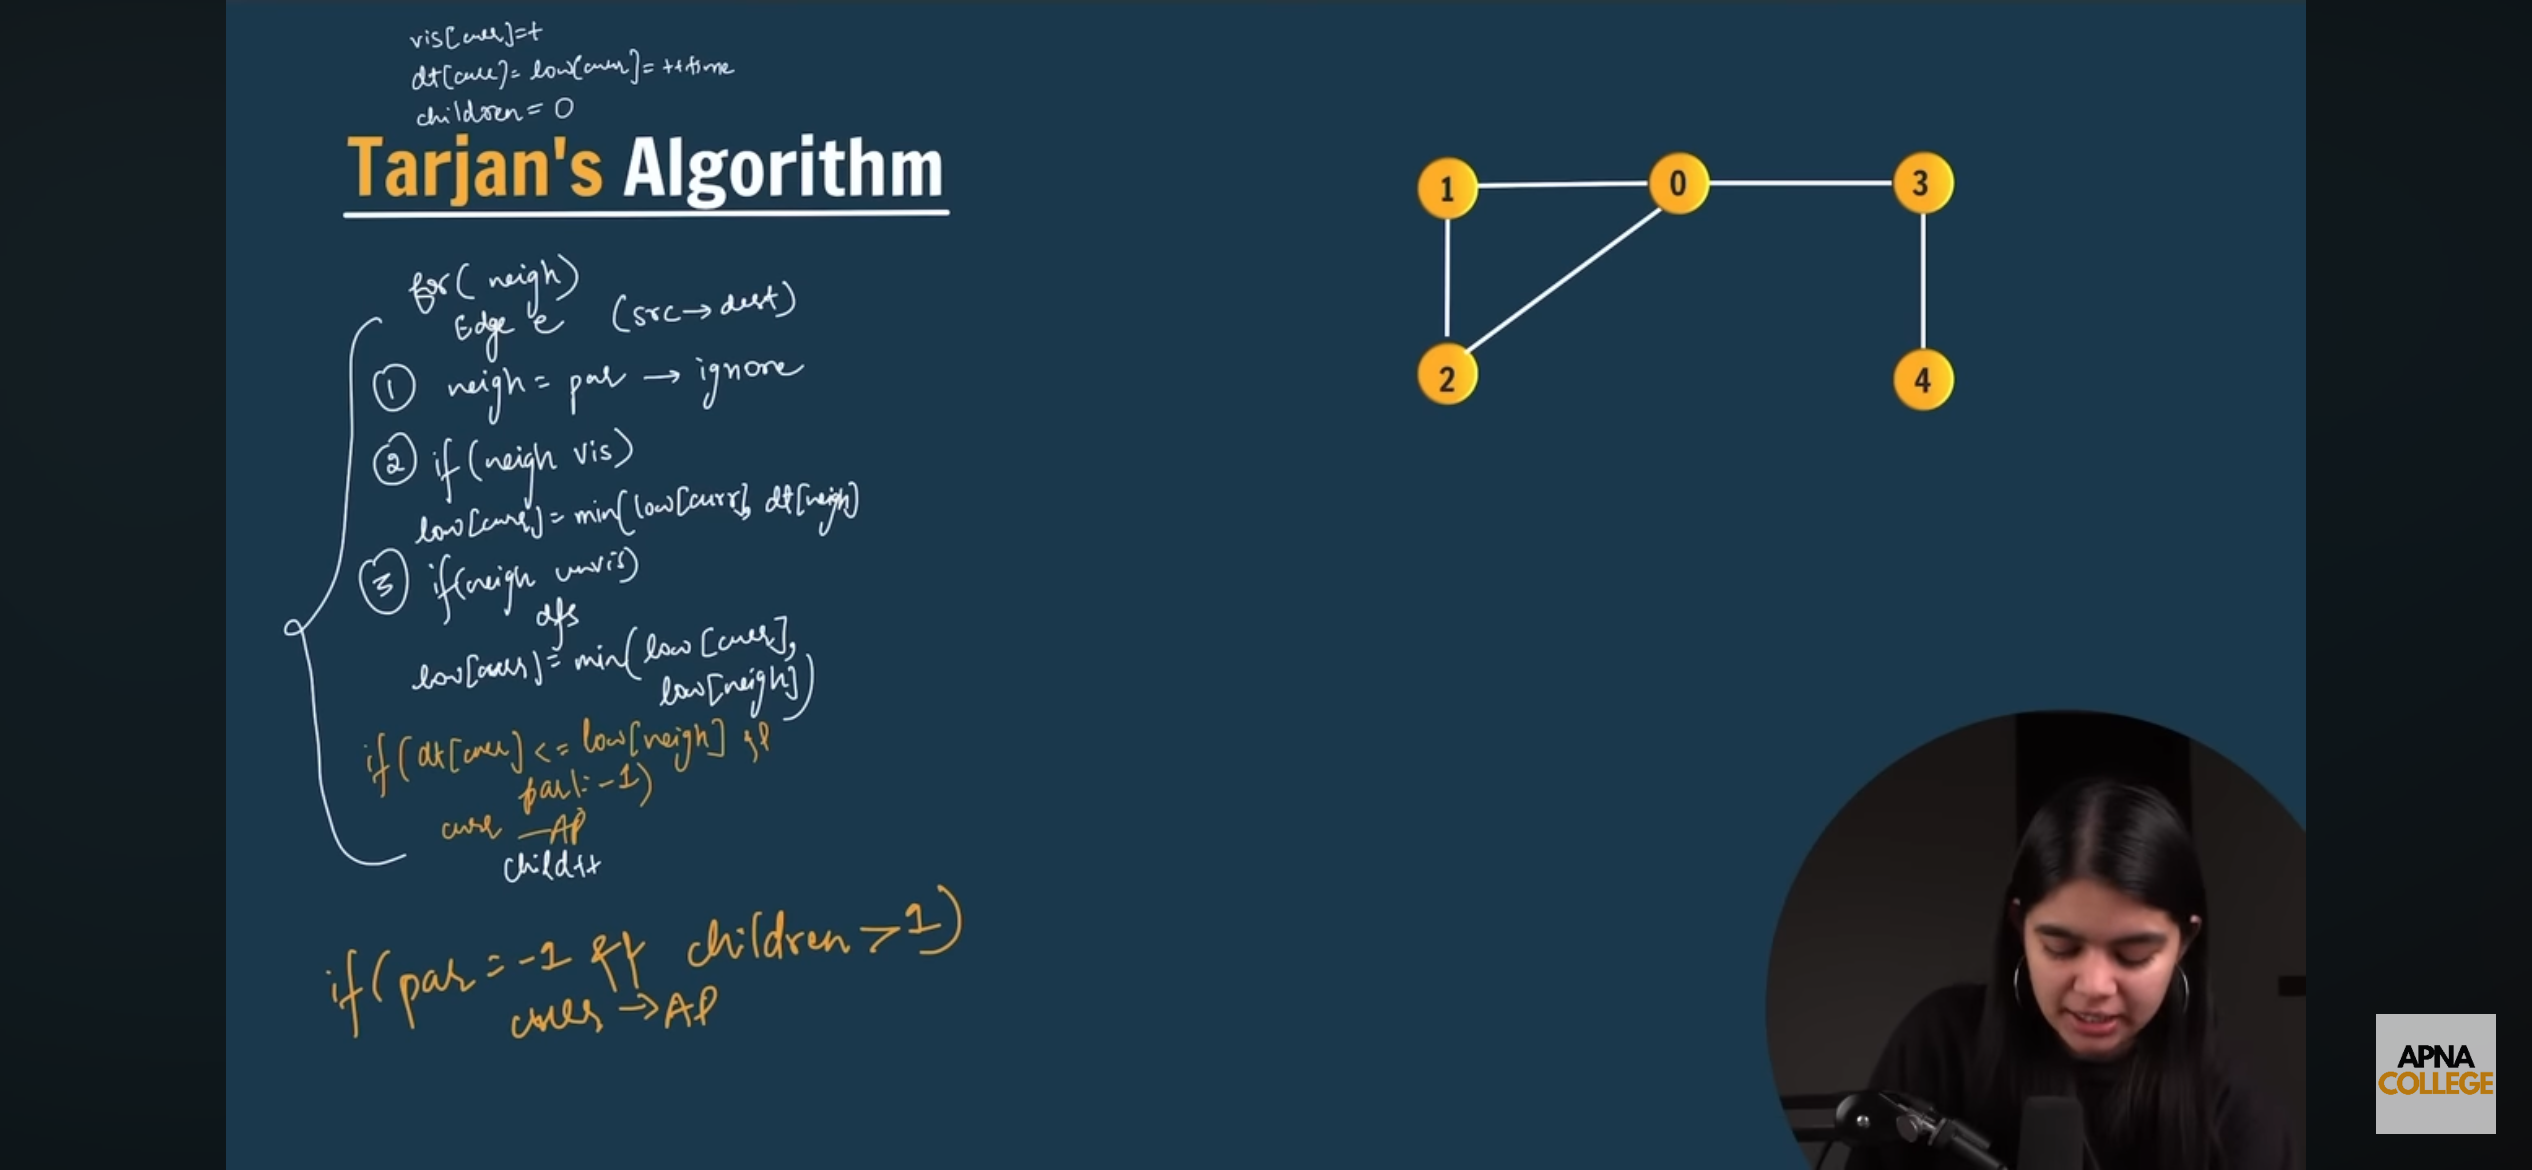 vis[curr]=t
dt[curr]= low[curr]= ++time
children= 0
Tarjan's Algorithm
for( neigh)
Edge e (src→dest)
1 neigh= par → ignore
2 if(neigh vis)
low[curr]= min(low[curr], dt[neigh]
3 if(neigh unvis)
dfs
low[curr]= min(low[curr],
low[neigh])
if(dt[curr] <= low[neigh] &&
par!=-1)
curr —AP
child++
if(par=-1 && children>1)
curr →AP
1
0
3
2
4
APNA
COLLEGE